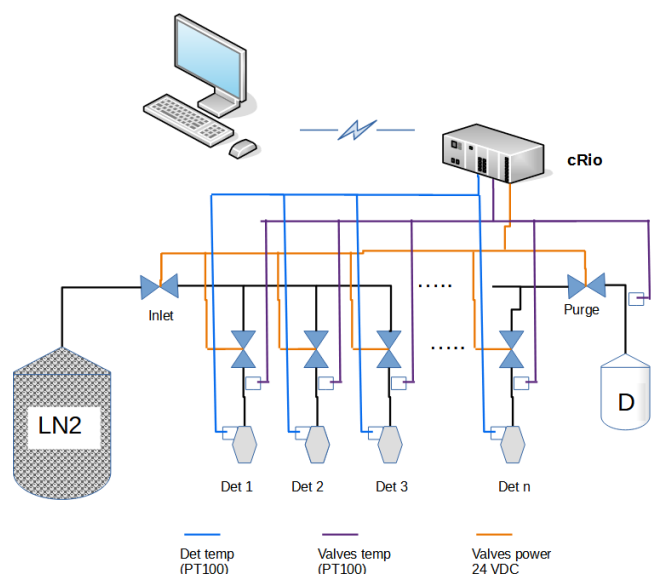 cRio
Inlet
Purge
LN2
D
Det 1
Det 2
Det 3
Det n
Det temp
(PT100)
Valves temp
(PT100)
Valves power
24 VDC